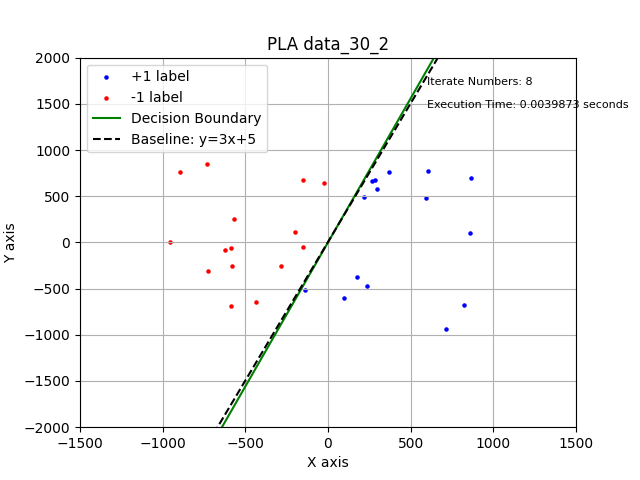 PLA data_30_2
+1 label
-1 label
Decision Boundary
Baseline: y=3x+5
Iterate Numbers: 8
Execution Time: 0.0039873 seconds
Y axis
2000
1500
1000
500
0
−500
−1000
−1500
−2000
−1500 −1000 −500 0 500 1000 1500
X axis